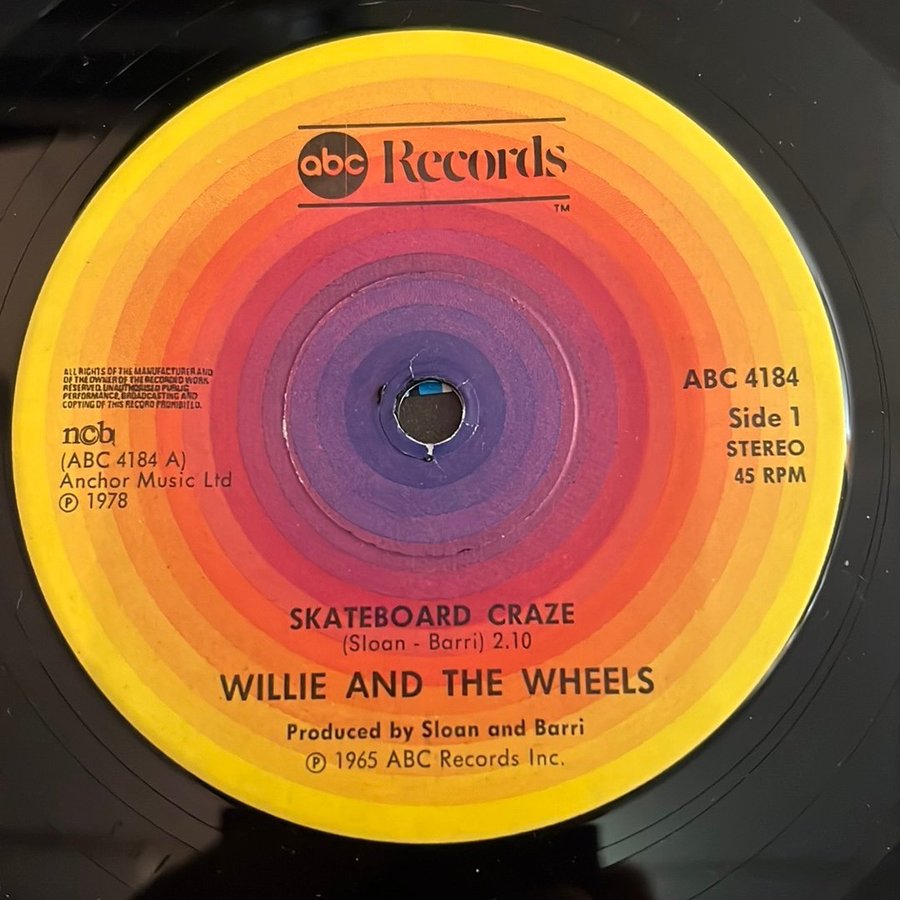 abc Records
TM
ALL RIGHTS OF THE MANUFACTURER AND
OF THE OWNER OF THE RECORDED WORK
RESERVED. UNAUTHORISED PUBLIC
PERFORMANCE, BROADCASTING AND
COPYING OF THIS RECORD PROHIBITED.
ncb
(ABC 4184 A)
Anchor Music Ltd
℗ 1978
ABC 4184
Side 1
STEREO
45 RPM
SKATEBOARD CRAZE
(Sloan - Barri) 2.10
WILLIE AND THE WHEELS
Produced by Sloan and Barri
℗ 1965 ABC Records Inc.